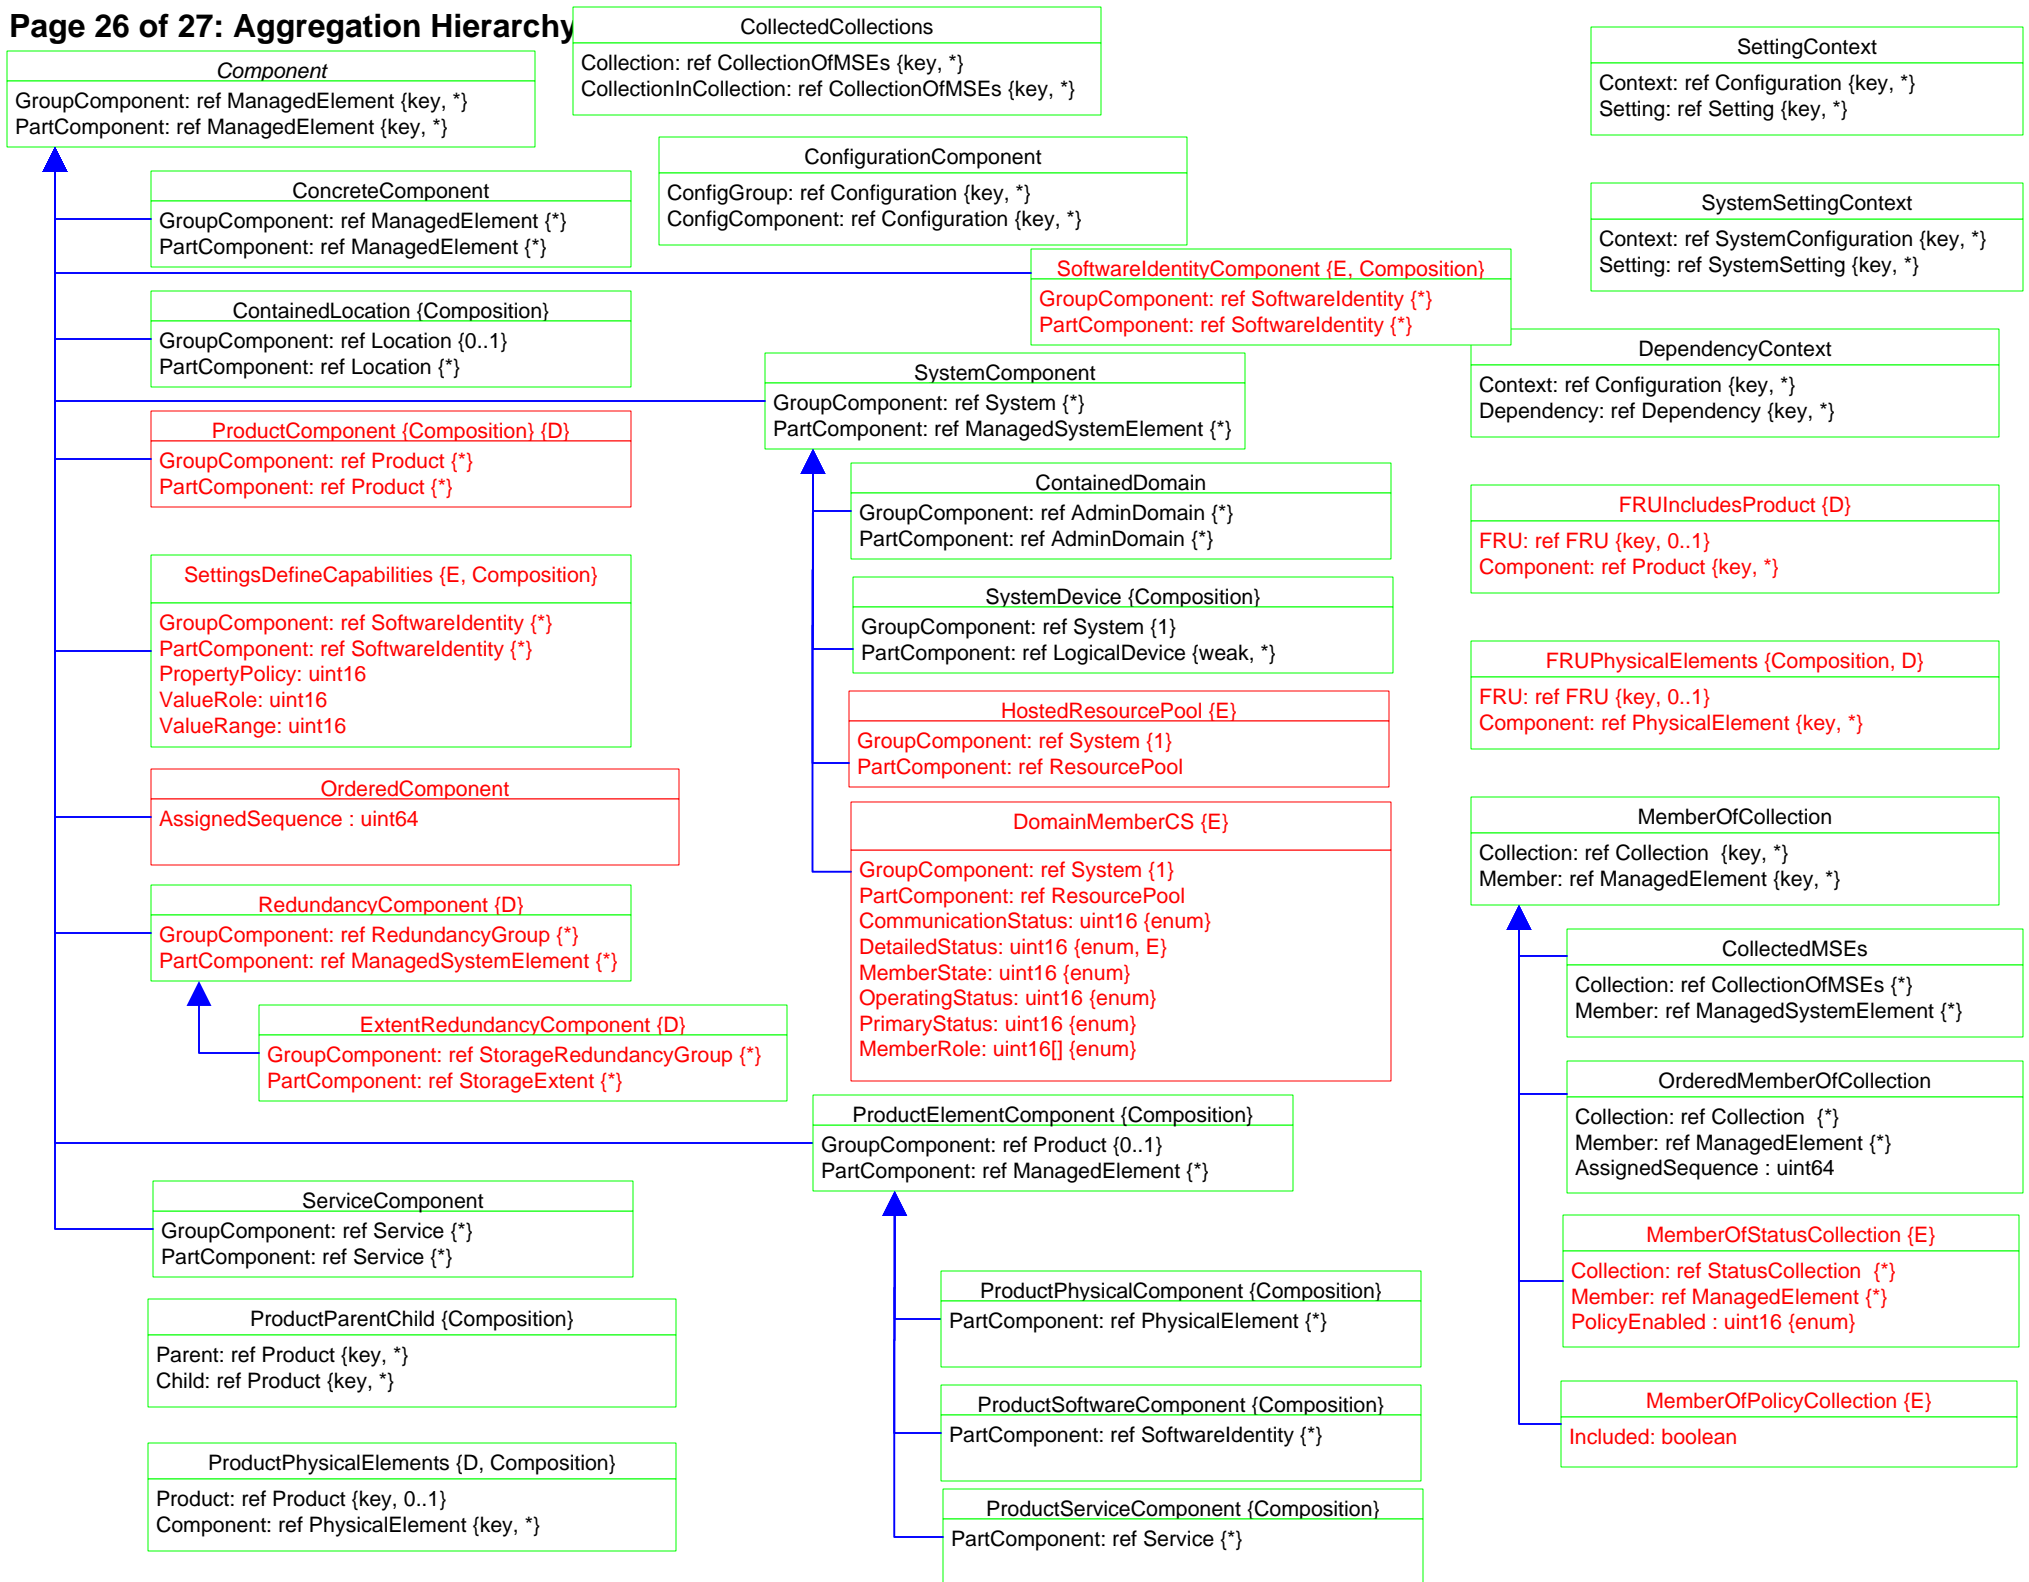 Page 26 of 27: Aggregation Hierarchy
Component
GroupComponent: ref ManagedElement {key, *}
PartComponent: ref ManagedElement {key, *}
CollectedCollections
Collection: ref CollectionOfMSEs {key, *}
CollectionInCollection: ref CollectionOfMSEs {key, *}
SettingContext
Context: ref Configuration {key, *}
Setting: ref Setting {key, *}
ConcreteComponent
GroupComponent: ref ManagedElement {*}
PartComponent: ref ManagedElement {*}
ConfigurationComponent
ConfigGroup: ref Configuration {key, *}
ConfigComponent: ref Configuration {key, *}
SystemSettingContext
Context: ref SystemConfiguration {key, *}
Setting: ref SystemSetting {key, *}
SoftwareIdentityComponent {E, Composition}
GroupComponent: ref SoftwareIdentity {*}
PartComponent: ref SoftwareIdentity {*}
ContainedLocation {Composition}
GroupComponent: ref Location {0..1}
PartComponent: ref Location {*}
SystemComponent
GroupComponent: ref System {*}
PartComponent: ref ManagedSystemElement {*}
DependencyContext
Context: ref Configuration {key, *}
Dependency: ref Dependency {key, *}
ProductComponent {Composition} {D}
GroupComponent: ref Product {*}
PartComponent: ref Product {*}
ContainedDomain
GroupComponent: ref AdminDomain {*}
PartComponent: ref AdminDomain {*}
FRUIncludesProduct {D}
FRU: ref FRU {key, 0..1}
Component: ref Product {key, *}
SettingsDefineCapabilities {E, Composition}
GroupComponent: ref SoftwareIdentity {*}
PartComponent: ref SoftwareIdentity {*}
PropertyPolicy: uint16
ValueRole: uint16
ValueRange: uint16
SystemDevice {Composition}
GroupComponent: ref System {1}
PartComponent: ref LogicalDevice {weak, *}
FRUPhysicalElements {Composition, D}
FRU: ref FRU {key, 0..1}
Component: ref PhysicalElement {key, *}
HostedResourcePool {E}
GroupComponent: ref System {1}
PartComponent: ref ResourcePool
OrderedComponent
AssignedSequence : uint64
DomainMemberCS {E}
GroupComponent: ref System {1}
PartComponent: ref ResourcePool
CommunicationStatus: uint16 {enum}
DetailedStatus: uint16 {enum, E}
MemberState: uint16 {enum}
OperatingStatus: uint16 {enum}
PrimaryStatus: uint16 {enum}
MemberRole: uint16[] {enum}
MemberOfCollection
Collection: ref Collection  {key, *}
Member: ref ManagedElement {key, *}
RedundancyComponent {D}
GroupComponent: ref RedundancyGroup {*}
PartComponent: ref ManagedSystemElement {*}
CollectedMSEs
Collection: ref CollectionOfMSEs {*}
Member: ref ManagedSystemElement {*}
ExtentRedundancyComponent {D}
GroupComponent: ref StorageRedundancyGroup {*}
PartComponent: ref StorageExtent {*}
OrderedMemberOfCollection
Collection: ref Collection  {*}
Member: ref ManagedElement {*}
AssignedSequence : uint64
ProductElementComponent {Composition}
GroupComponent: ref Product {0..1}
PartComponent: ref ManagedElement {*}
ServiceComponent
GroupComponent: ref Service {*}
PartComponent: ref Service {*}
MemberOfStatusCollection {E}
Collection: ref StatusCollection  {*}
Member: ref ManagedElement {*}
PolicyEnabled : uint16 {enum}
ProductPhysicalComponent {Composition}
PartComponent: ref PhysicalElement {*}
ProductParentChild {Composition}
Parent: ref Product {key, *}
Child: ref Product {key, *}
ProductSoftwareComponent {Composition}
PartComponent: ref SoftwareIdentity {*}
MemberOfPolicyCollection {E}
Included: boolean
ProductPhysicalElements {D, Composition}
Product: ref Product {key, 0..1}
Component: ref PhysicalElement {key, *}
ProductServiceComponent {Composition}
PartComponent: ref Service {*}